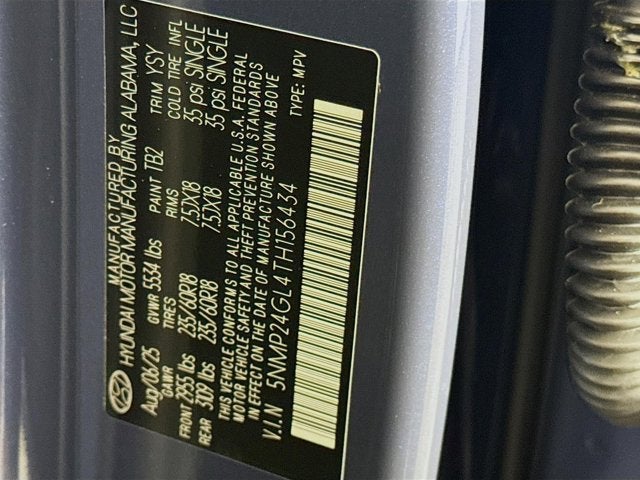 MANUFACTURED BY
HYUNDAI MOTOR MANUFACTURING ALABAMA, LLC
Aug/06/25 GVWR 5534 lbs PAINT TB2 TRIM YSY
GAWR TIRES RIMS COLD TIRE INFL
FRONT 2955 lbs 235/60R18 7.5JX18 35 psi SINGLE
REAR 3109 lbs 235/60R18 7.5JX18 35 psi SINGLE
THIS VEHICLE CONFORMS TO ALL APPLICABLE U.S.A. FEDERAL
MOTOR VEHICLE SAFETY AND THEFT PREVENTION STANDARDS
IN EFFECT ON THE DATE OF MANUFACTURE SHOWN ABOVE
V.I.N 5NMP24GL4TH156434 TYPE: MPV